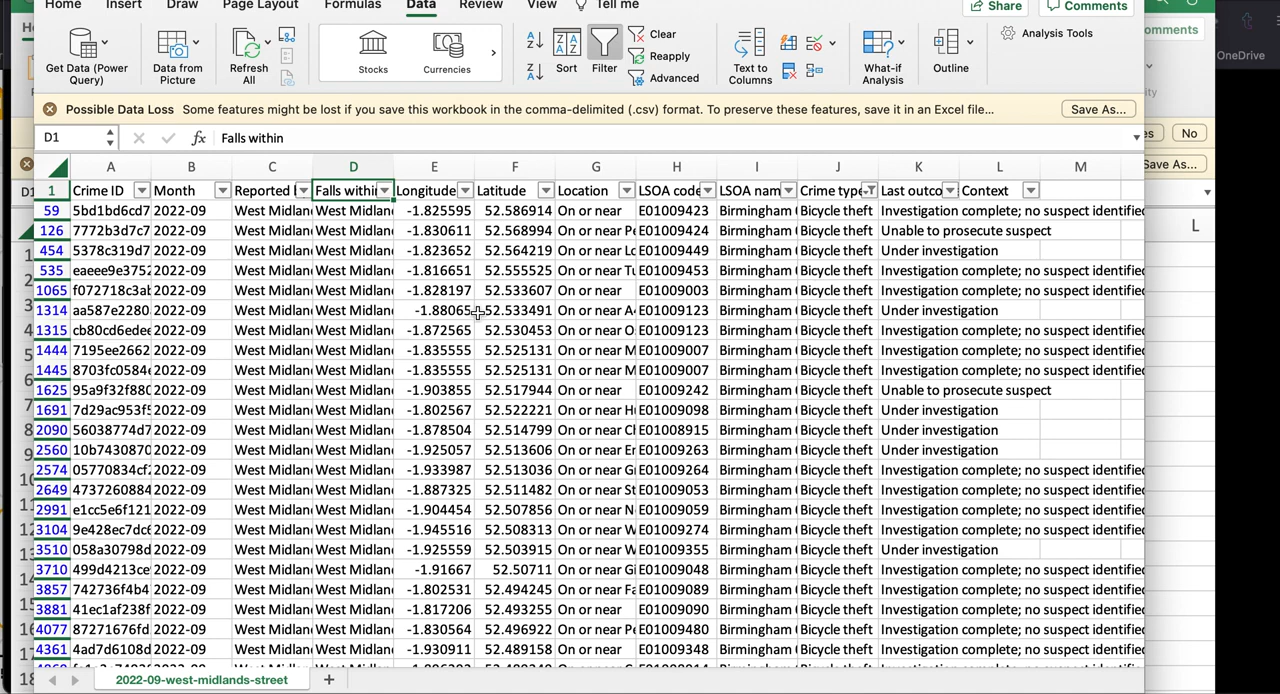 Home Insert Draw Page Layout Formulas Data Review View Tell me Share Comments
Get Data (Power Query) Data from Picture Refresh All Stocks Currencies Sort Filter Clear Reapply Advanced Text to Columns What-if Analysis Outline Analysis Tools OneDrive
Possible Data Loss Some features might be lost if you save this workbook in the comma-delimited (.csv) format. To preserve these features, save it in an Excel file... Save As... No
D1 fx Falls within Save As...
A B C D E F G H I J K L M
1 Crime ID Month Reported Falls within Longitude Latitude Location LSOA code LSOA nam Crime type Last outco Context
59 5bd1bd6cd7 2022-09 West Midlan West Midlan -1.825595 52.586914 On or near E01009423 Birmingham Bicycle theft Investigation complete; no suspect identified
126 7772b3d7c7 2022-09 West Midlan West Midlan -1.830611 52.568994 On or near Pe E01009424 Birmingham Bicycle theft Unable to prosecute suspect
454 5378c319d7 2022-09 West Midlan West Midlan -1.823652 52.564219 On or near Lo E01009449 Birmingham Bicycle theft Under investigation
535 eaeee9e3752 2022-09 West Midlan West Midlan -1.816651 52.555525 On or near Tu E01009453 Birmingham Bicycle theft Investigation complete; no suspect identified
1065 f072718c3ab 2022-09 West Midlan West Midlan -1.828197 52.533607 On or near E01009003 Birmingham Bicycle theft Investigation complete; no suspect identified
1314 aa587e2280 2022-09 West Midlan West Midlan -1.88065 52.533491 On or near A E01009123 Birmingham Bicycle theft Under investigation
1315 cb80cd6edee 2022-09 West Midlan West Midlan -1.872565 52.530453 On or near O E01009123 Birmingham Bicycle theft Investigation complete; no suspect identified
1444 7195ee2662 2022-09 West Midlan West Midlan -1.835555 52.525131 On or near M E01009007 Birmingham Bicycle theft Investigation complete; no suspect identified
1445 8703fc0584 2022-09 West Midlan West Midlan -1.835555 52.525131 On or near M E01009007 Birmingham Bicycle theft Investigation complete; no suspect identified
1625 95a9f32f880 2022-09 West Midlan West Midlan -1.903855 52.517944 On or near E01009242 Birmingham Bicycle theft Unable to prosecute suspect
1691 7d29ac953f5 2022-09 West Midlan West Midlan -1.802567 52.522221 On or near Hu E01009098 Birmingham Bicycle theft Under investigation
2090 56038774d7 2022-09 West Midlan West Midlan -1.878504 52.514799 On or near Ch E01008915 Birmingham Bicycle theft Under investigation
2560 10b7430870 2022-09 West Midlan West Midlan -1.925057 52.513606 On or near En E01009264 Birmingham Bicycle theft Under investigation
2574 05770834cf 2022-09 West Midlan West Midlan -1.933987 52.513036 On or near G E01009264 Birmingham Bicycle theft Investigation complete; no suspect identified
2649 4737260884 2022-09 West Midlan West Midlan -1.887325 52.511482 On or near St E01009053 Birmingham Bicycle theft Investigation complete; no suspect identified
2991 e1cc5e6f121 2022-09 West Midlan West Midlan -1.904454 52.507856 On or near N E01009059 Birmingham Bicycle theft Investigation complete; no suspect identified
3104 9e428ec7dc6 2022-09 West Midlan West Midlan -1.945516 52.508313 On or near W E01009274 Birmingham Bicycle theft Investigation complete; no suspect identified
3510 058a30798d 2022-09 West Midlan West Midlan -1.925559 52.503915 On or near W E01009355 Birmingham Bicycle theft Under investigation
3710 499d4213ce 2022-09 West Midlan West Midlan -1.91667 52.50711 On or near Gi E01009048 Birmingham Bicycle theft Investigation complete; no suspect identified
3857 742736f4b4 2022-09 West Midlan West Midlan -1.802531 52.494245 On or near Fa E01009089 Birmingham Bicycle theft Investigation complete; no suspect identified
3881 41ec1af238f 2022-09 West Midlan West Midlan -1.817206 52.493255 On or near E01009090 Birmingham Bicycle theft Investigation complete; no suspect identified
4077 87271676fd 2022-09 West Midlan West Midlan -1.830564 52.496922 On or near Pe E01009480 Birmingham Bicycle theft Investigation complete; no suspect identified
4361 4ad7d6108d 2022-09 West Midlan West Midlan -1.930911 52.489158 On or near E01009348 Birmingham Bicycle theft Investigation complete; no suspect identified
2022-09-west-midlands-street